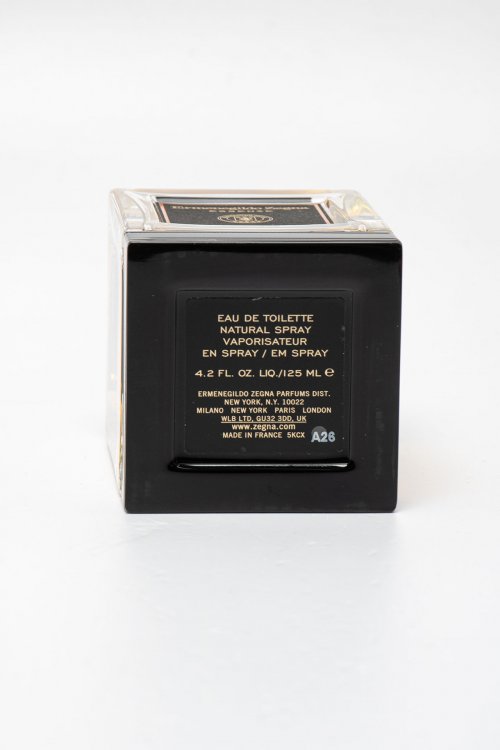 Ermenegildo Zegna
EAU DE TOILETTE
NATURAL SPRAY
VAPORISATEUR
EN SPRAY / EM SPRAY
4.2 FL. OZ. LIQ./125 ML ℮
ERMENEGILDO ZEGNA PARFUMS DIST.
NEW YORK, N.Y. 10022
MILANO NEW YORK PARIS LONDON
WLB LTD, GU32 3DD, UK
www.zegna.com
MADE IN FRANCE 5KCX A26